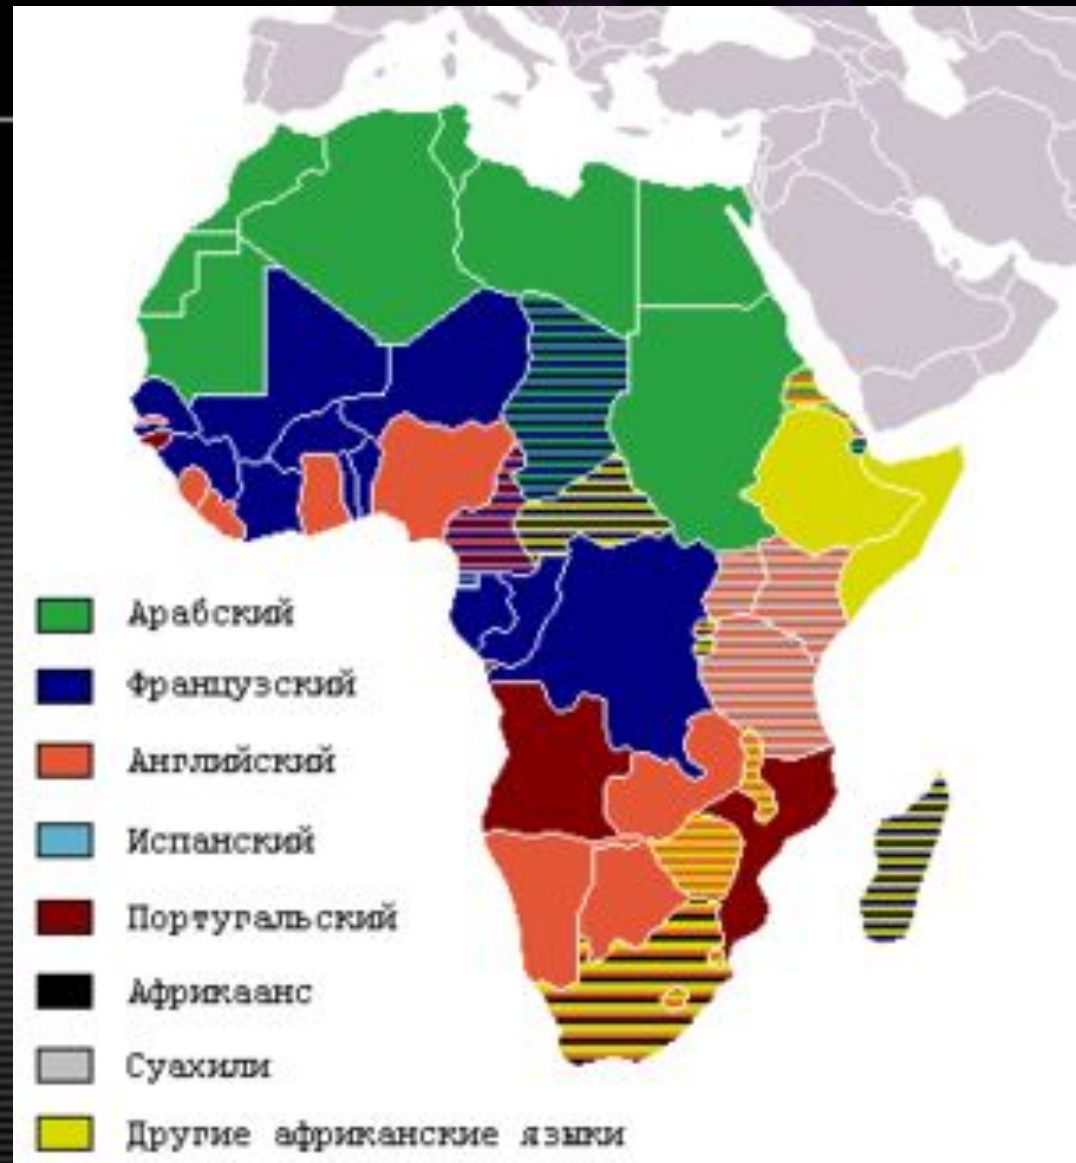 Арабский
Французский
Английский
Испанский
Португальский
Африкаанс
Суахили
Другие африканские языки